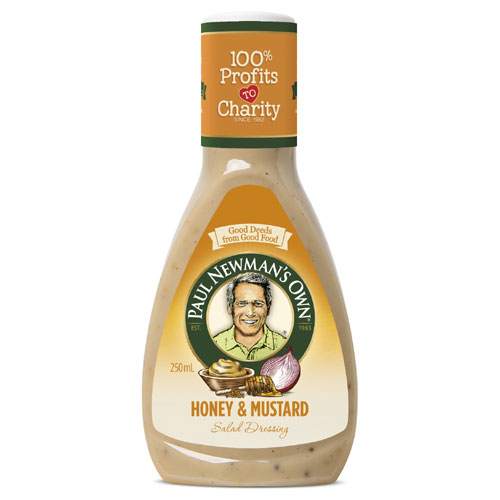 100%
Profits
TO
Charity
SINCE 1982
Good Deeds
from Good Food
PAUL NEWMAN'S OWN®
EST. 1983
250mL
HONEY & MUSTARD
Salad Dressing